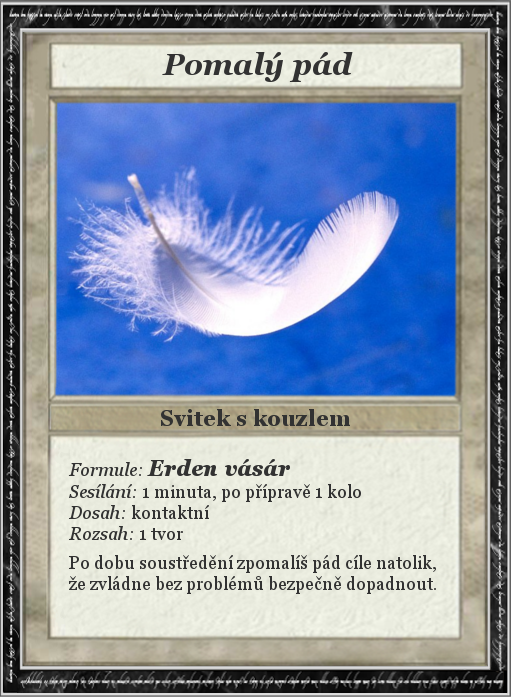 Pomalý pád
Svitek s kouzlem
Formule: Erden vásár
Sesílání: 1 minuta, po přípravě 1 kolo
Dosah: kontaktní
Rozsah: 1 tvor
Po dobu soustředění zpomalíš pád cíle natolik,
že zvládne bez problémů bezpečně dopadnout.